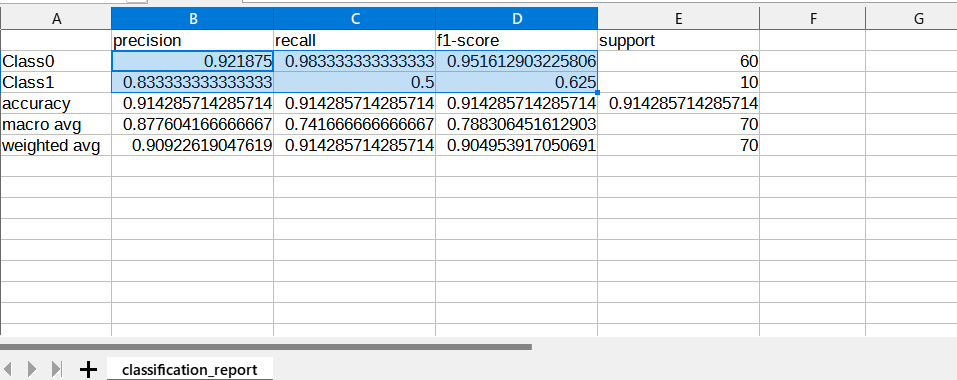 A B C D E F G
precision recall f1-score support
Class0 0.921875 0.983333333333333 0.951612903225806 60
Class1 0.833333333333333 0.5 0.625 10
accuracy 0.914285714285714 0.914285714285714 0.914285714285714 0.914285714285714
macro avg 0.877604166666667 0.741666666666667 0.788306451612903 70
weighted avg 0.90922619047619 0.914285714285714 0.904953917050691 70
classification_report